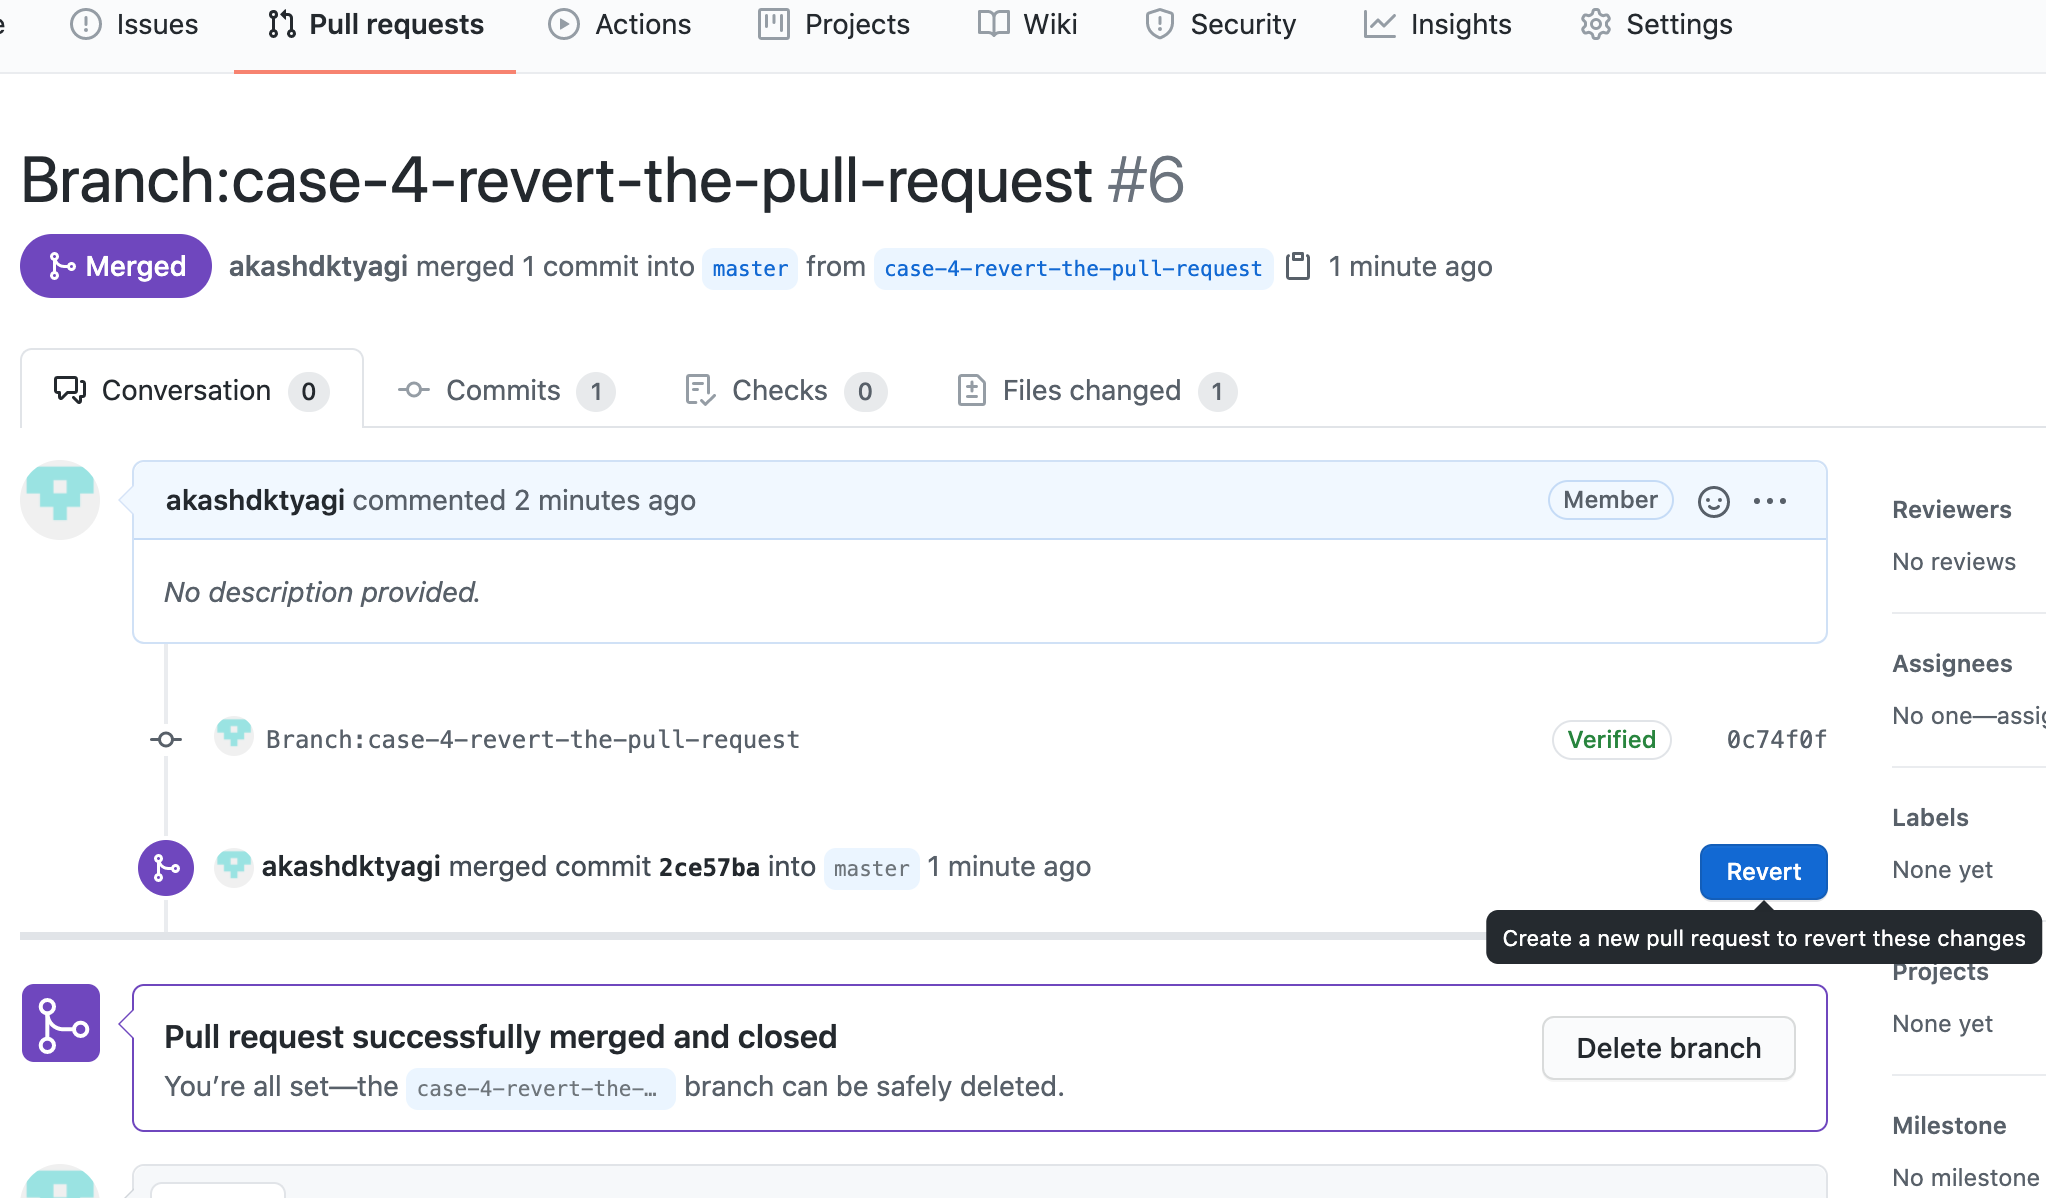 Issues Pull requests Actions Projects Wiki Security Insights Settings
Branch:case-4-revert-the-pull-request #6
Merged akashdktyagi merged 1 commit into master from case-4-revert-the-pull-request 1 minute ago
Conversation 0 Commits 1 Checks 0 Files changed 1
akashdktyagi commented 2 minutes ago Member
Reviewers
No reviews
No description provided.
Assignees
No one—assig
Branch:case-4-revert-the-pull-request Verified 0c74f0f
Labels
None yet
akashdktyagi merged commit 2ce57ba into master 1 minute ago Revert
Create a new pull request to revert these changes
Projects
None yet
Pull request successfully merged and closed
You’re all set—the case-4-revert-the-… branch can be safely deleted.
Delete branch
Milestone
No milestone